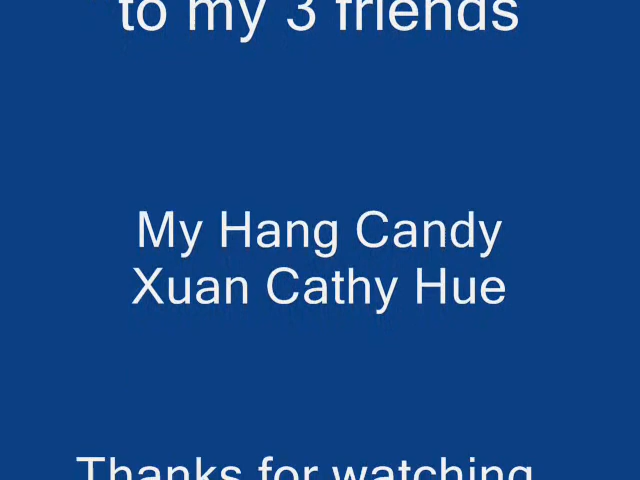 to my 3 friends
My Hang Candy
Xuan Cathy Hue
Thanks for watching